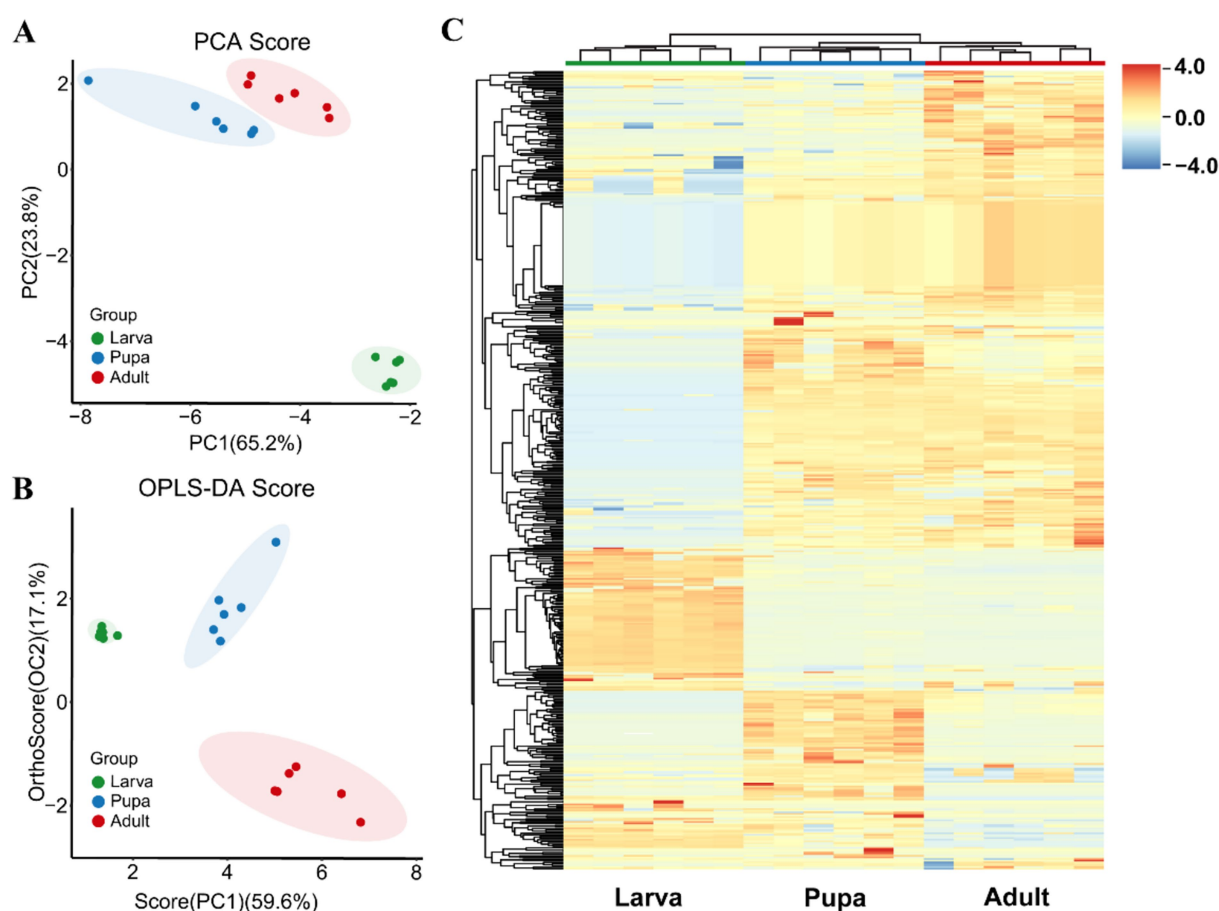 A
PCA Score
PC2(23.8%)
2
0
−2
−4
Group
Larva
Pupa
Adult
−8
−6
−4
−2
PC1(65.2%)
B
OPLS-DA Score
OrthoScore(OC2)(17.1%)
2
0
−2
Group
Larva
Pupa
Adult
2
4
6
8
Score(PC1)(59.6%)
C
4.0
0.0
−4.0
Larva
Pupa
Adult